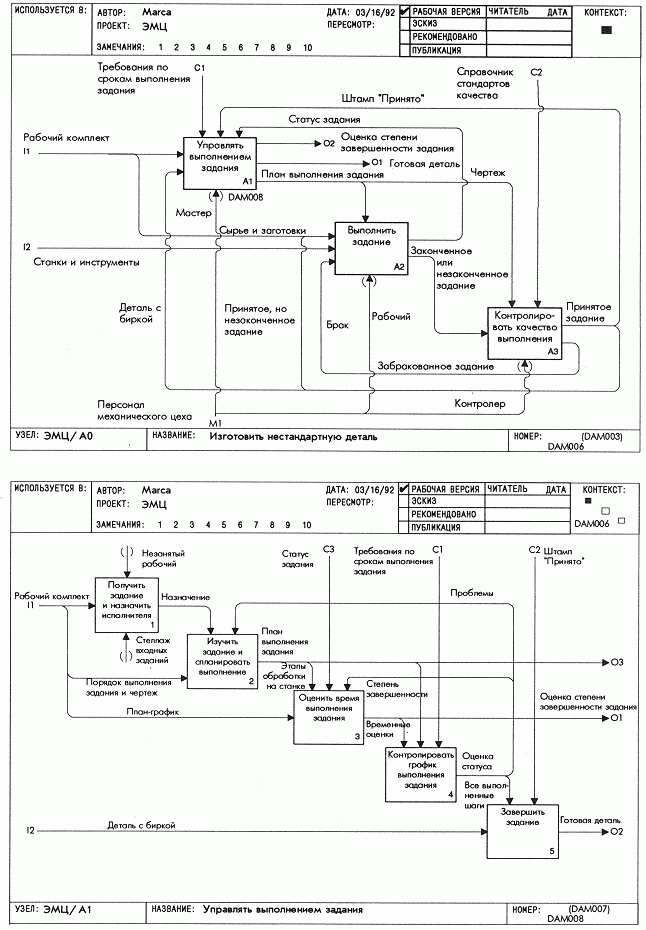 ИСПОЛЬЗУЕТСЯ В:
АВТОР: Marca
ДАТА: 03/16/92
ПРОЕКТ: ЭМЦ
ПЕРЕСМОТР:
ЗАМЕЧАНИЯ: 1 2 3 4 5 6 7 8 9 10
РАБОЧАЯ ВЕРСИЯ
ЧИТАТЕЛЬ ДАТА
ЭСКИЗ
РЕКОМЕНДОВАНО
ПУБЛИКАЦИЯ
КОНТЕКСТ:
Требования по
срокам выполнения
задания
C1
Справочник
стандартов
качества
C2
Штамп "Принято"
Статус задания
Рабочий комплект
I1
Управлять
выполнением
задания
A1
O2
Оценка степени
завершенности задания
O1
Готовая деталь
План выполнения задания
Чертеж
DAM008
Мастер
Сырье и заготовки
Выполнить
задание
A2
I2
Станки и инструменты
Законченное
или
незаконченное
задание
Деталь с
биркой
Принятое, но
незаконченное
задание
Брак
Рабочий
Контролиро-
вать качество
выполнения
A3
Принятое
задание
Забракованное задание
Персонал
механического цеха
M1
Контролер
УЗЕЛ: ЭМЦ/ A0
НАЗВАНИЕ: Изготовить нестандартную деталь
НОМЕР: (DAM003)
DAM006
ИСПОЛЬЗУЕТСЯ В:
АВТОР: Marca
ДАТА: 03/16/92
ПРОЕКТ: ЭМЦ
ПЕРЕСМОТР:
ЗАМЕЧАНИЯ: 1 2 3 4 5 6 7 8 9 10
РАБОЧАЯ ВЕРСИЯ
ЧИТАТЕЛЬ ДАТА
ЭСКИЗ
РЕКОМЕНДОВАНО
ПУБЛИКАЦИЯ
КОНТЕКСТ:
DAM006
Незанятый
рабочий
Статус
задания
C3
Требования по
срокам выполнения
задания
C1
C2
Штамп
"Принято"
Рабочий комплект
I1
Получить
задание
и назначить
исполнителя
1
Назначение
Проблемы
Стеллаж
входных
заданий
Изучить
задание и
спланировать
выполнение
2
План
выполнения
задания
O3
Порядок выполнения
задания и чертеж
Этапы
обработки
на станке
Степень
завершенности
Оценка степени
завершенности задания
O1
План-график
Оценить время
выполнения
задания
3
Временные
оценки
Контролировать
график
выполнения
задания
4
Оценка
статуса
Все выпол-
ненные
шаги
Завершить
задание
5
I2
Деталь с биркой
Готовая деталь
O2
УЗЕЛ: ЭМЦ/ A1
НАЗВАНИЕ: Управлять выполнением задания
НОМЕР: (DAM007)
DAM008